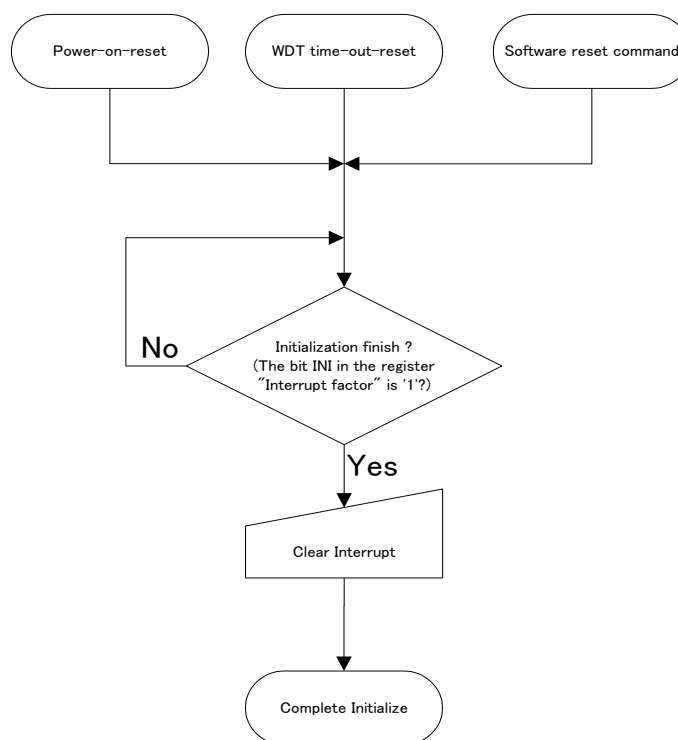 Power-on-reset
WDT time-out-reset
Software reset command
Initialization finish ?
(The bit INI in the register
"Interrupt factor" is '1'?)
No
Yes
Clear Interrupt
Complete Initialize